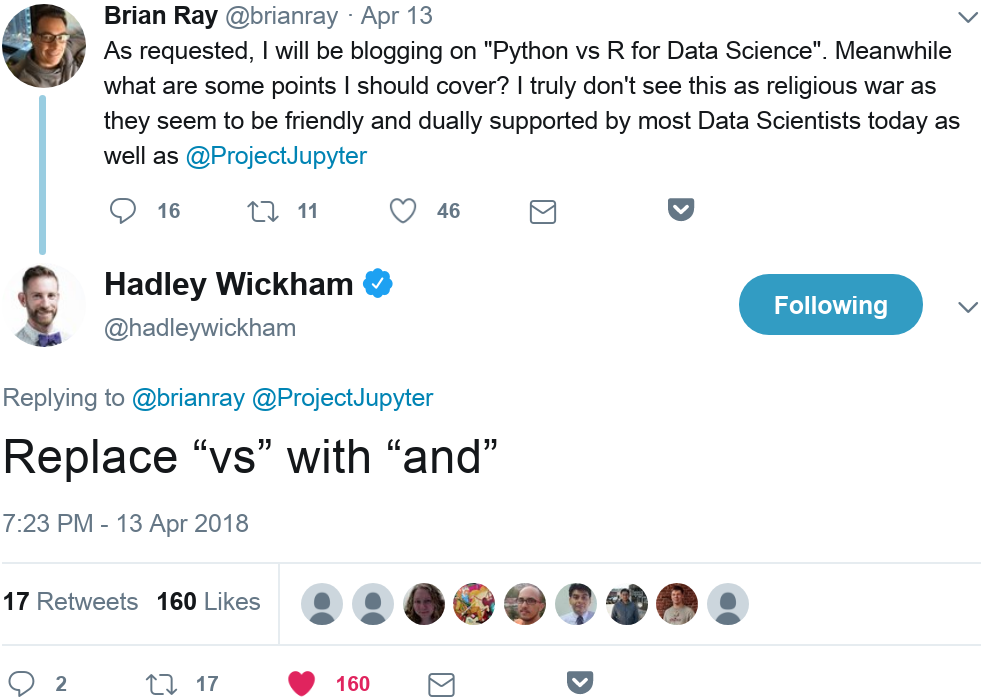 Brian Ray @brianray · Apr 13
As requested, I will be blogging on "Python vs R for Data Science". Meanwhile
what are some points I should cover? I truly don't see this as religious war as
they seem to be friendly and dually supported by most Data Scientists today as
well as @ProjectJupyter
16 11 46
Hadley Wickham
@hadleywickham
Following
Replying to @brianray @ProjectJupyter
Replace “vs” with “and”
7:23 PM - 13 Apr 2018
17 Retweets 160 Likes
2 17 160